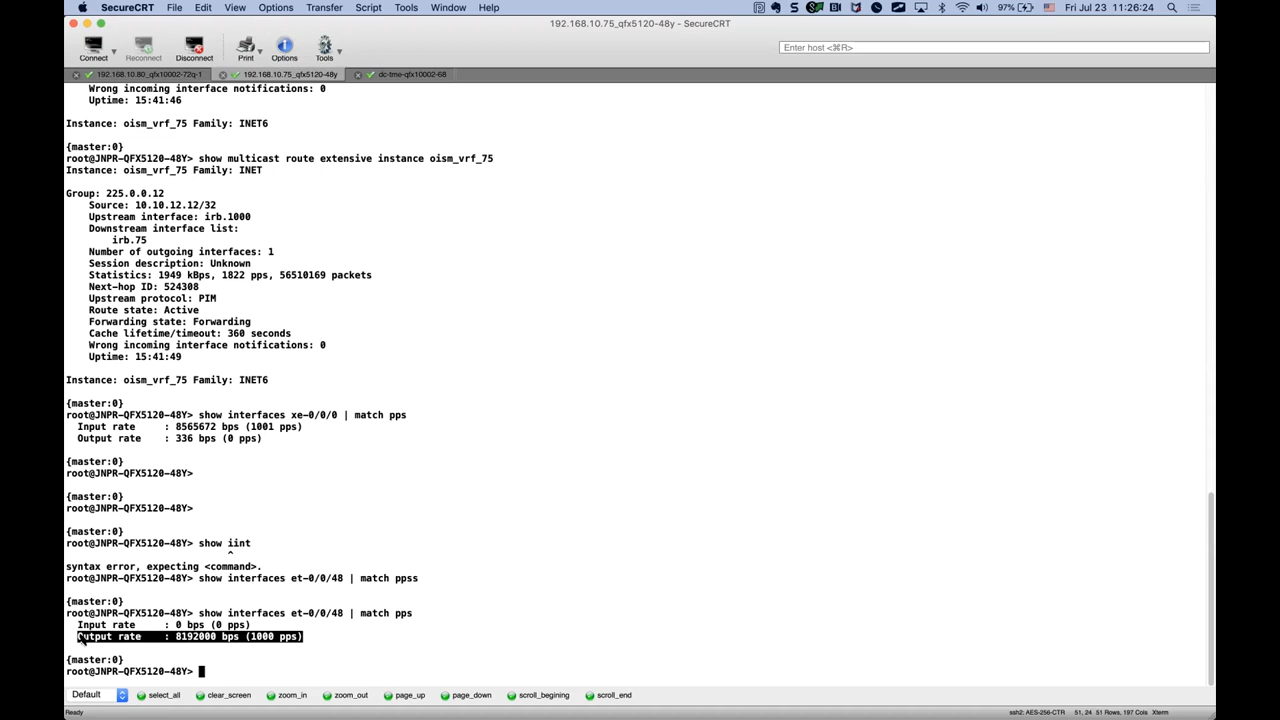 SecureCRT File Edit View Options Transfer Script Tools Window Help 97% Fri Jul 23 11:26:24
192.168.10.75_qfx5120-48y - SecureCRT
Connect Reconnect Disconnect Print Options Tools Enter host <⌘R>
192.168.10.80_qfx10002-72q-1 192.168.10.75_qfx5120-48y dc-tme-qfx10002-68
Wrong incoming interface notifications: 0
Uptime: 15:41:46
Instance: oism_vrf_75 Family: INET6
{master:0}
root@JNPR-QFX5120-48Y> show multicast route extensive instance oism_vrf_75
Instance: oism_vrf_75 Family: INET
Group: 225.0.0.12
Source: 10.10.12.12/32
Upstream interface: irb.1000
Downstream interface list:
irb.75
Number of outgoing interfaces: 1
Session description: Unknown
Statistics: 1949 kBps, 1822 pps, 56510169 packets
Next-hop ID: 524308
Upstream protocol: PIM
Route state: Active
Forwarding state: Forwarding
Cache lifetime/timeout: 360 seconds
Wrong incoming interface notifications: 0
Uptime: 15:41:49
Instance: oism_vrf_75 Family: INET6
{master:0}
root@JNPR-QFX5120-48Y> show interfaces xe-0/0/0 | match pps
Input rate : 8565672 bps (1001 pps)
Output rate : 336 bps (0 pps)
{master:0}
root@JNPR-QFX5120-48Y>
{master:0}
root@JNPR-QFX5120-48Y>
{master:0}
root@JNPR-QFX5120-48Y> show iint
^
syntax error, expecting <command>.
root@JNPR-QFX5120-48Y> show interfaces et-0/0/48 | match ppss
{master:0}
root@JNPR-QFX5120-48Y> show interfaces et-0/0/48 | match pps
Input rate : 0 bps (0 pps)
Output rate : 8192000 bps (1000 pps)
{master:0}
root@JNPR-QFX5120-48Y>
Default select_all clear_screen zoom_in zoom_out page_up page_down scroll_begining scroll_end
Ready ssh2: AES-256-CTR 51, 24 51 Rows, 197 Cols Xterm